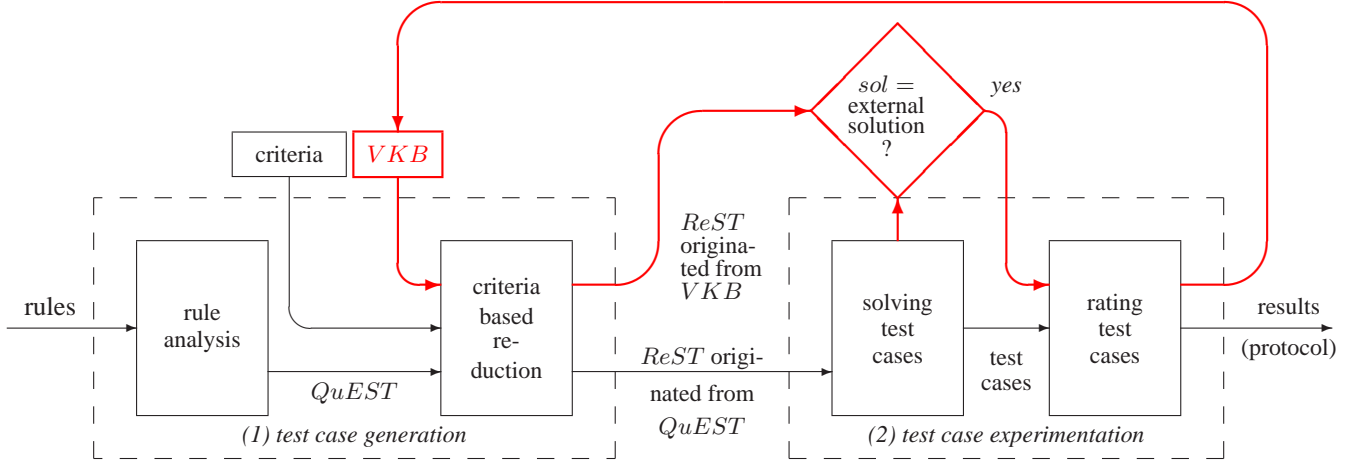 sol =
external
solution
?
yes
criteria
VKB
ReST
origina-
ted from
VKB
rules
rule
analysis
QuEST
criteria
based
re-
duction
ReST origi-
nated from
QuEST
solving
test
cases
test
cases
rating
test
cases
results
(protocol)
(1) test case generation
(2) test case experimentation